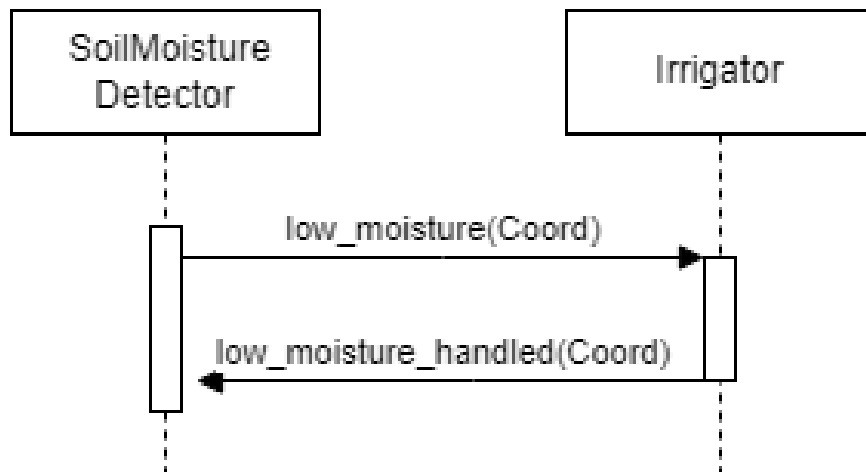 SoilMoisture
Detector
Irrigator
low_moisture(Coord)
low_moisture_handled(Coord)